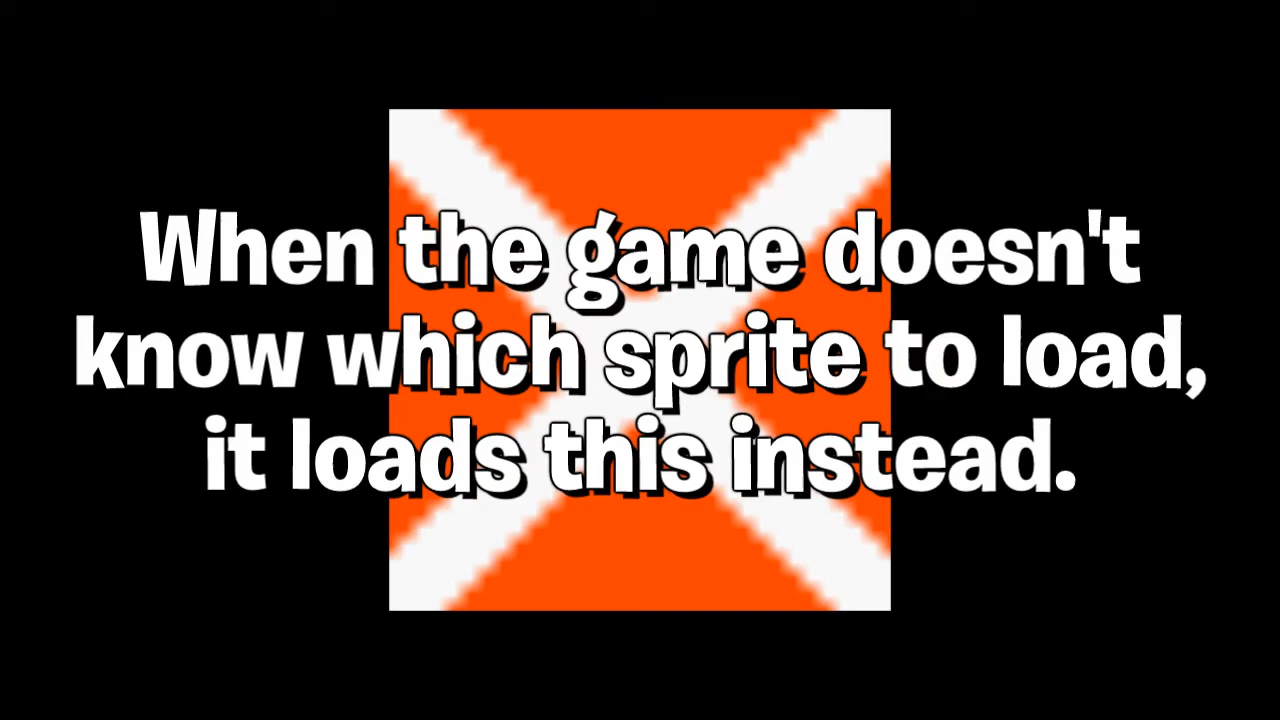 When the game doesn't
know which sprite to load,
it loads this instead.